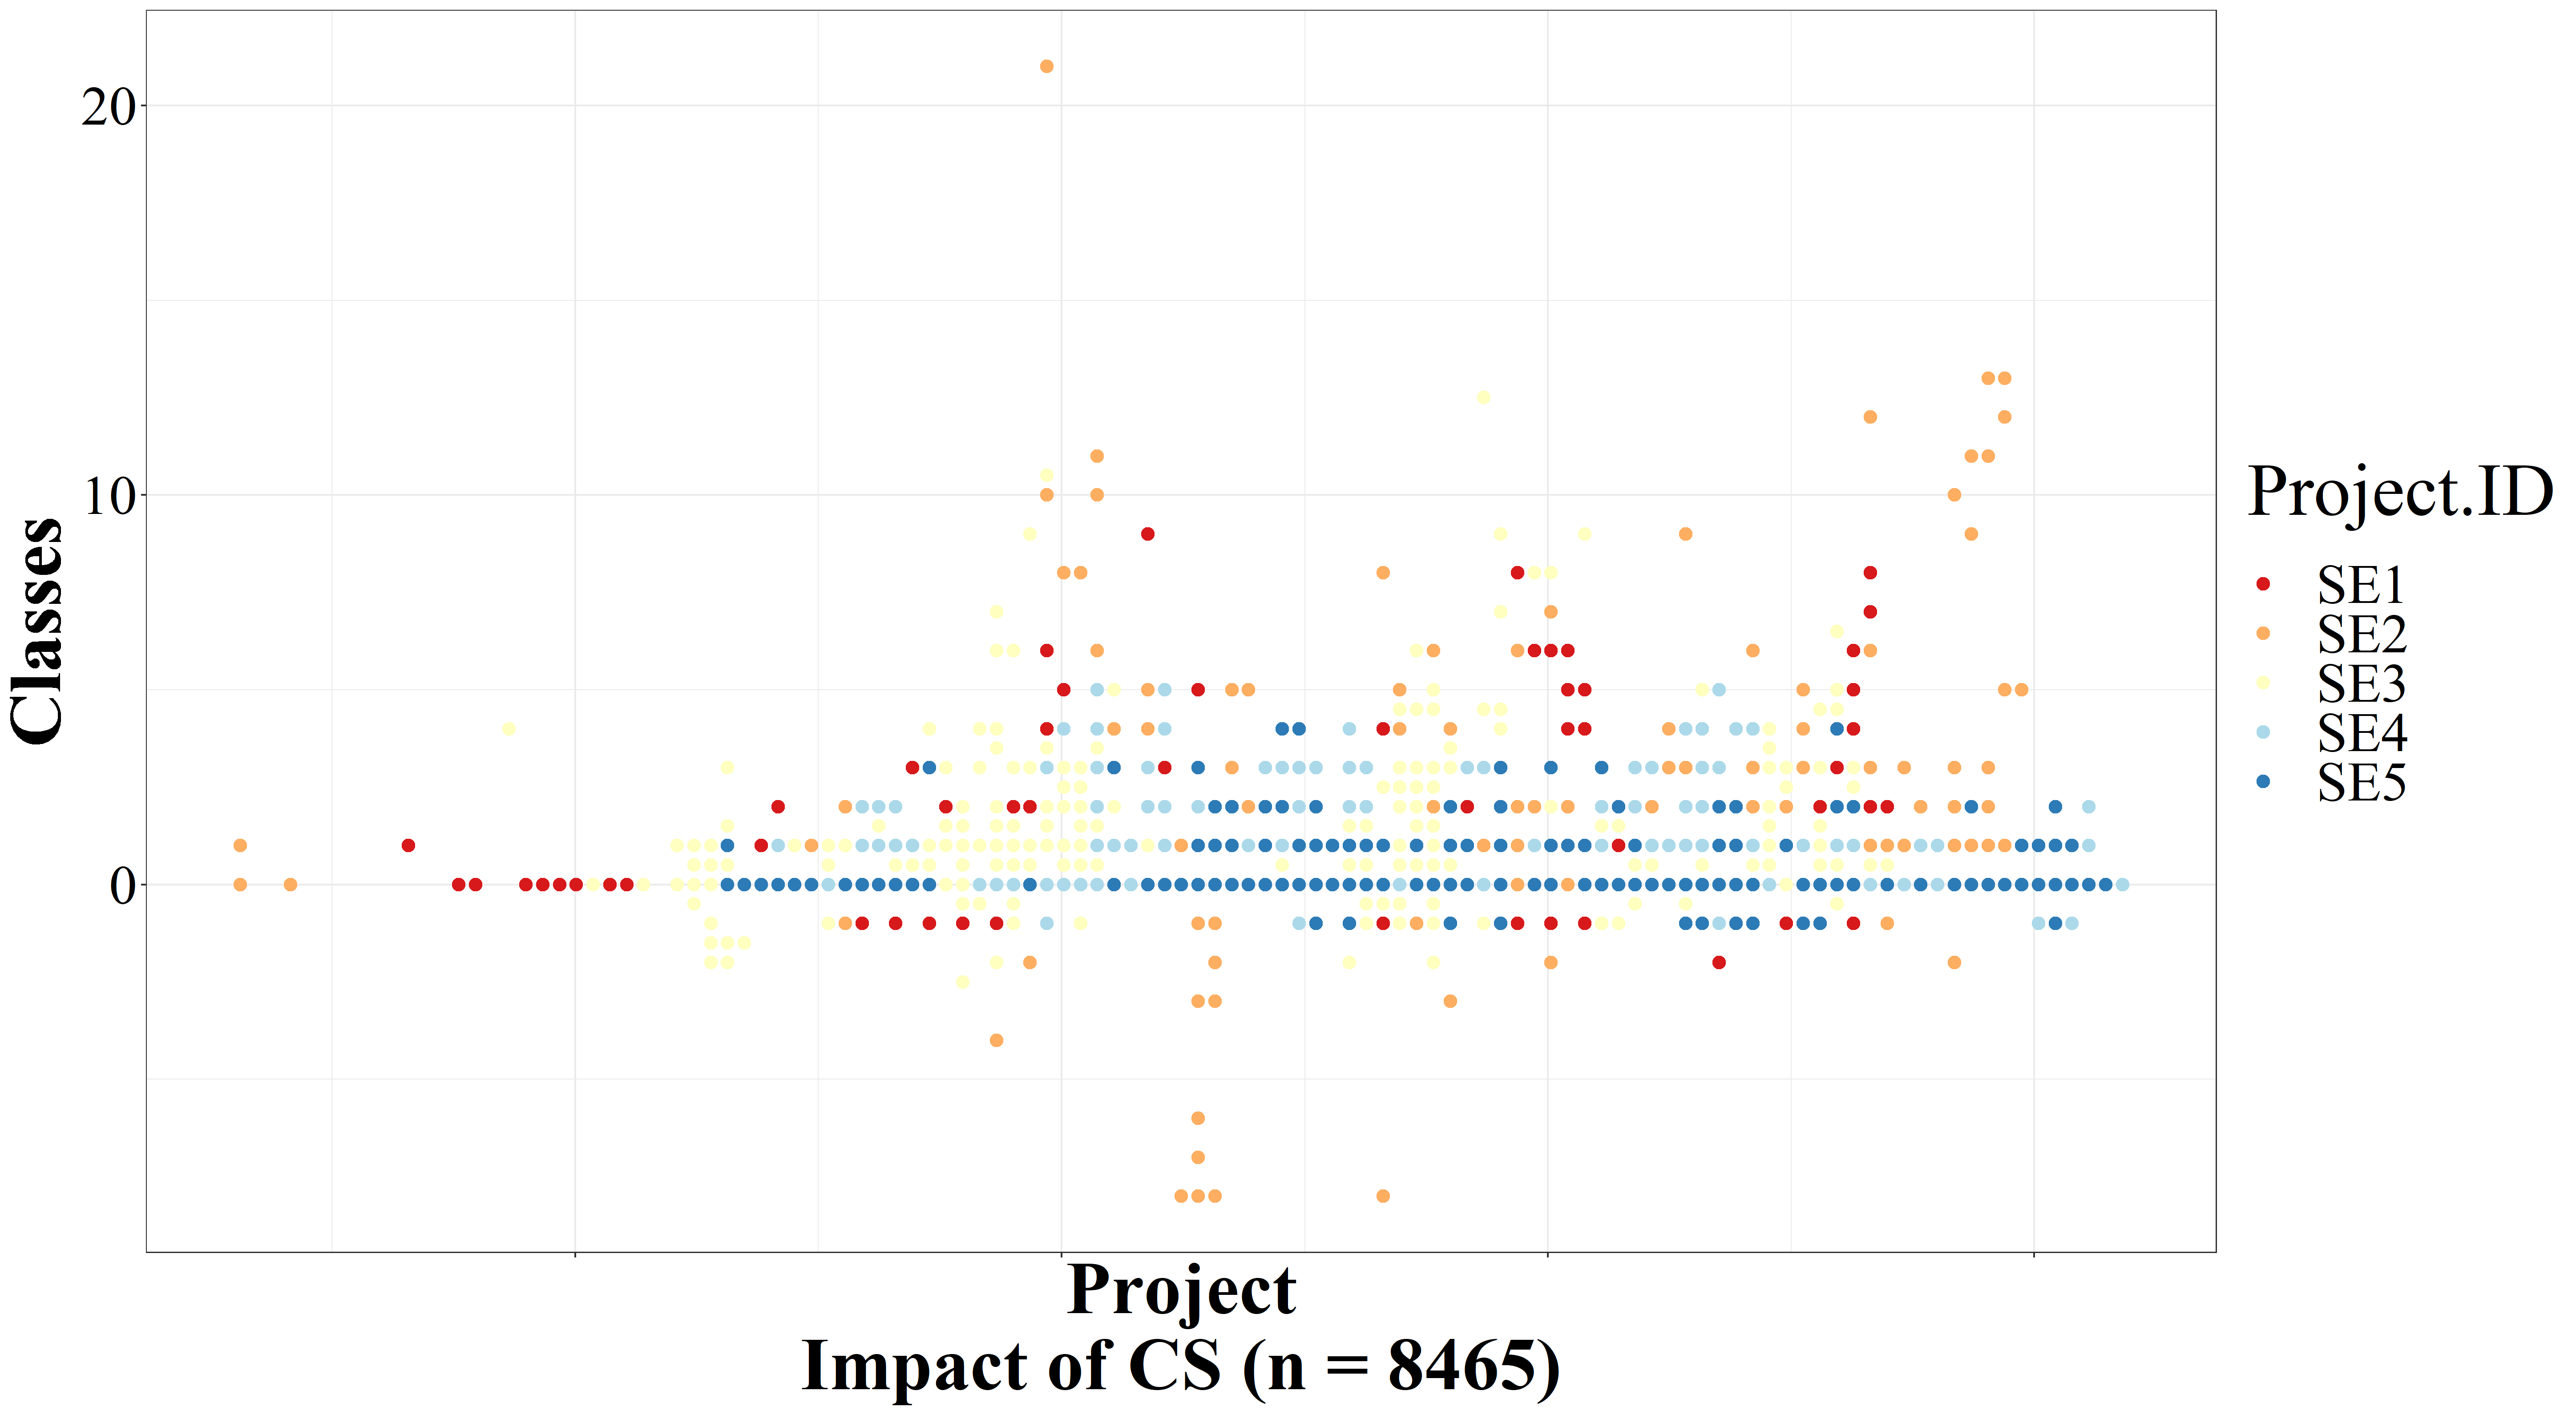 20
10
0
Classes
Project
Impact of CS (n = 8465)
Project.ID
SE1
SE2
SE3
SE4
SE5